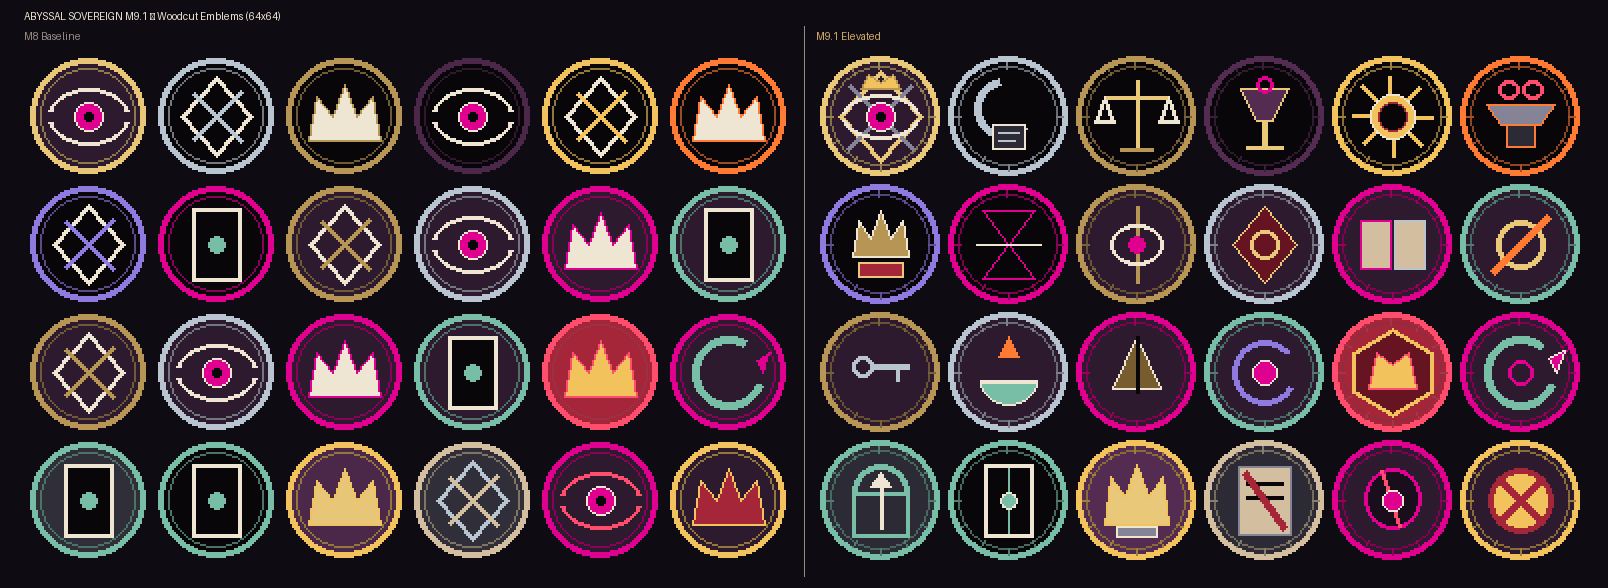 ABYSSAL SOVEREIGN M9.1 ▯ Woodcut Emblems (64x64)
M8 Baseline
M9.1 Elevated